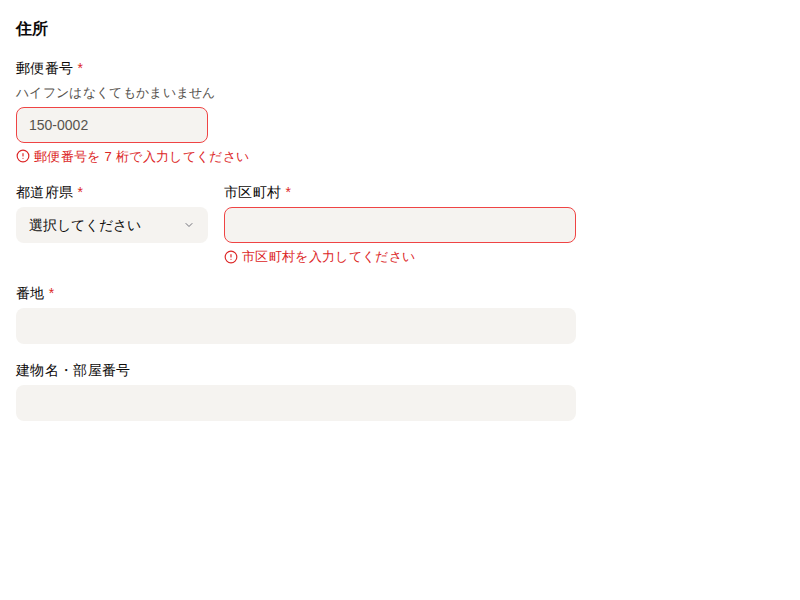 住所
郵便番号 *
ハイフンはなくてもかまいません
150-0002
郵便番号を 7 桁で入力してください
都道府県 * 市区町村 *
選択してください
市区町村を入力してください
番地 *
建物名・部屋番号